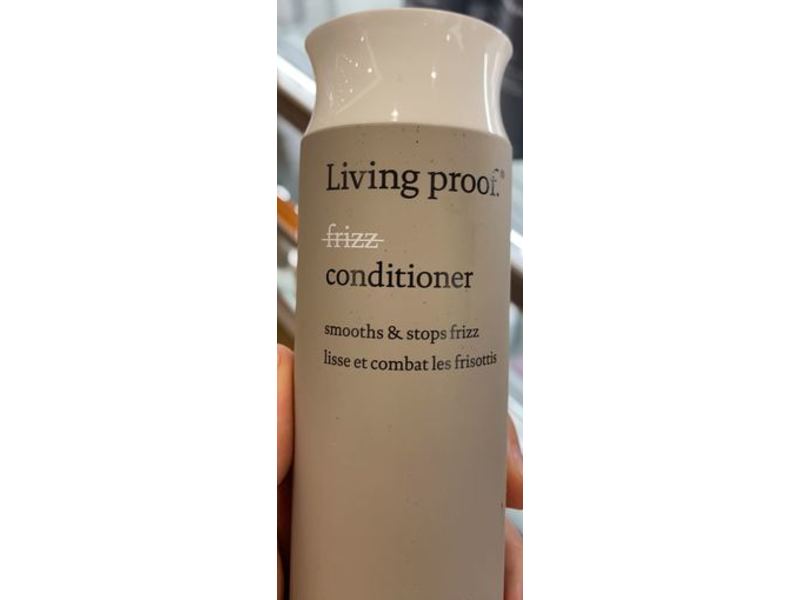 Living proof.®
frizz
conditioner
smooths & stops frizz
lisse et combat les frisottis